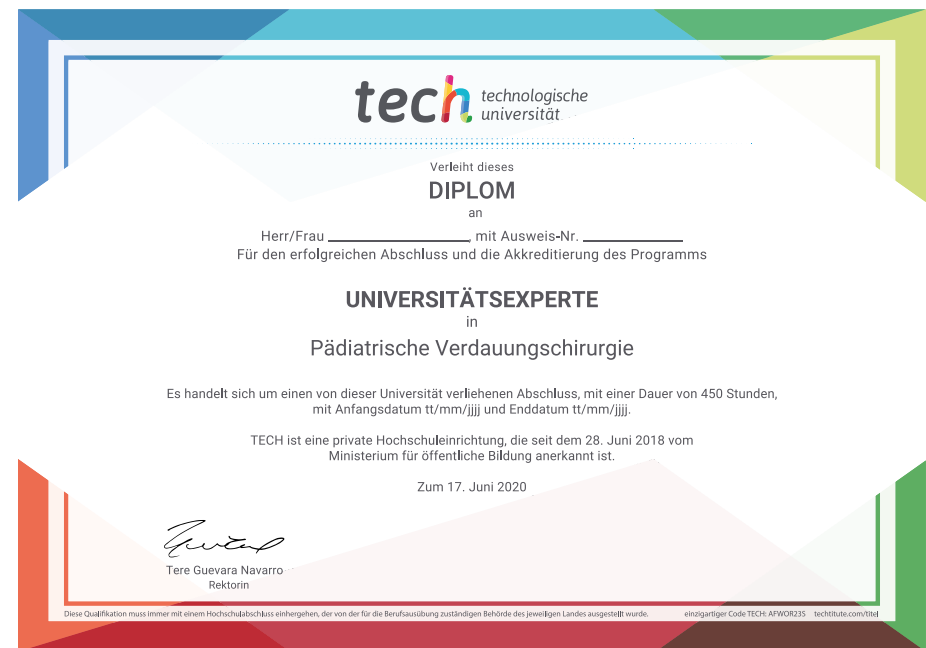 tech technologische
universität
Verleiht dieses
DIPLOM
an
Herr/Frau ____________________, mit Ausweis-Nr. ______________
Für den erfolgreichen Abschluss und die Akkreditierung des Programms
UNIVERSITÄTSEXPERTE
in
Pädiatrische Verdauungschirurgie
Es handelt sich um einen von dieser Universität verliehenen Abschluss, mit einer Dauer von 450 Stunden,
mit Anfangsdatum tt/mm/jjjj und Enddatum tt/mm/jjjj.
TECH ist eine private Hochschuleinrichtung, die seit dem 28. Juni 2018 vom
Ministerium für öffentliche Bildung anerkannt ist.
Zum 17. Juni 2020
Tere Guevara Navarro
Rektorin
Diese Qualifikation muss immer mit einem Hochschulabschluss einhergehen, der von der für die Berufsausübung zuständigen Behörde des jeweiligen Landes ausgestellt wurde. einzigartiger Code TECH: AFWOR23S techtitute.com/titel